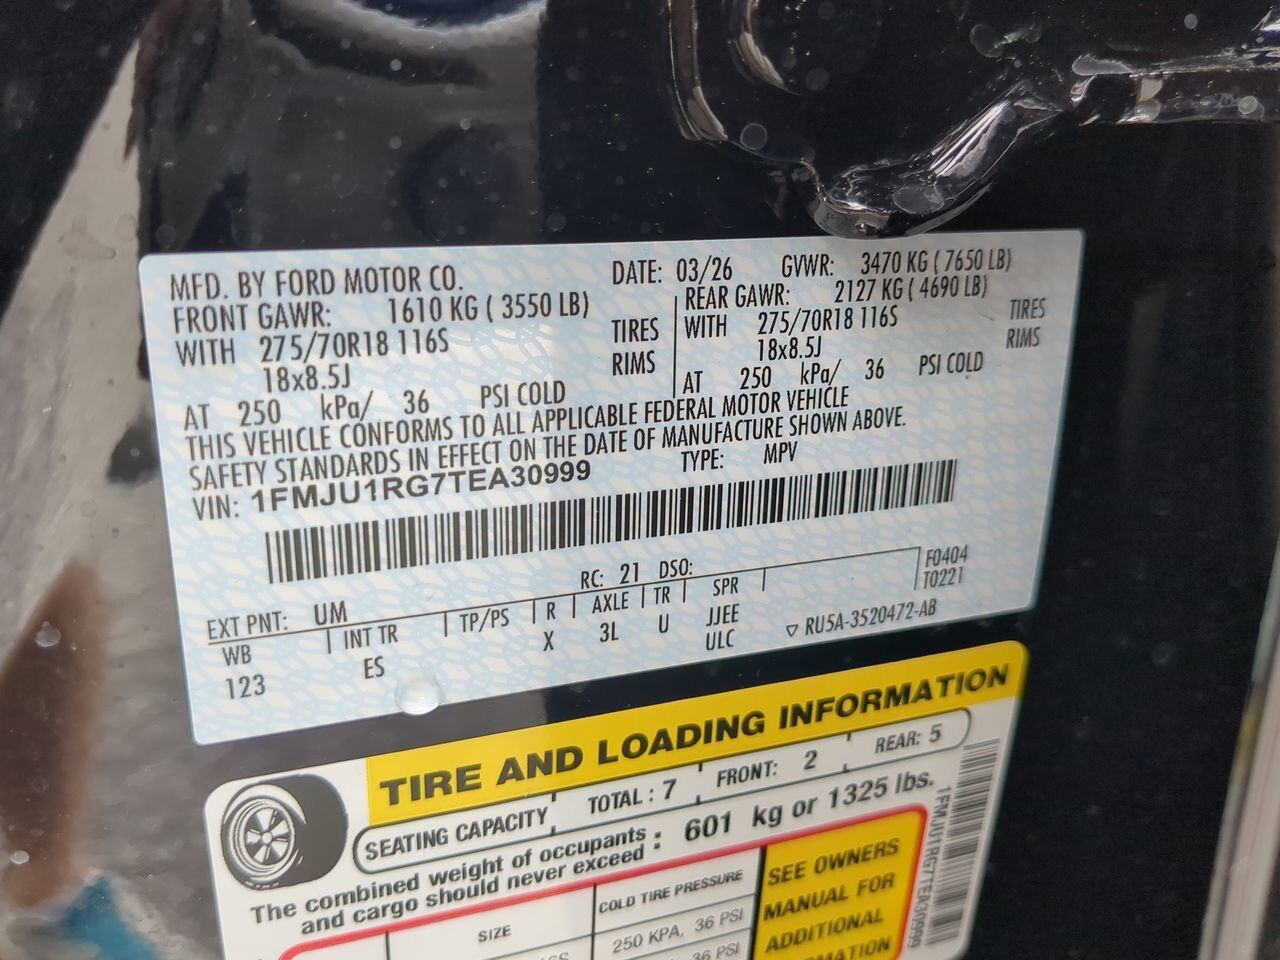 MFD. BY FORD MOTOR CO. DATE: 03/26 GVWR: 3470 KG ( 7650 LB)
FRONT GAWR: 1610 KG ( 3550 LB) REAR GAWR: 2127 KG ( 4690 LB)
WITH 275/70R18 116S TIRES WITH 275/70R18 116S TIRES
18x8.5J RIMS 18x8.5J RIMS
AT 250 kPa/ 36 PSI COLD AT 250 kPa/ 36 PSI COLD
THIS VEHICLE CONFORMS TO ALL APPLICABLE FEDERAL MOTOR VEHICLE
SAFETY STANDARDS IN EFFECT ON THE DATE OF MANUFACTURE SHOWN ABOVE.
VIN: 1FMJU1RG7TEA30999 TYPE: MPV
F0404
T0221
EXT PNT: UM RC: 21 DSO:
WB INT TR TP/PS R AXLE TR SPR
123 ES X 3L U JJEE
ULC
▽ RU5A-3520472-AB
TIRE AND LOADING INFORMATION
SEATING CAPACITY TOTAL : 7 FRONT: 2 REAR: 5
The combined weight of occupants
and cargo should never exceed : 601 kg or 1325 lbs.
SIZE COLD TIRE PRESSURE
250 KPA, 36 PSI
36 PSI
SEE OWNERS
MANUAL FOR
ADDITIONAL
1FMJU1RG7TEA30999